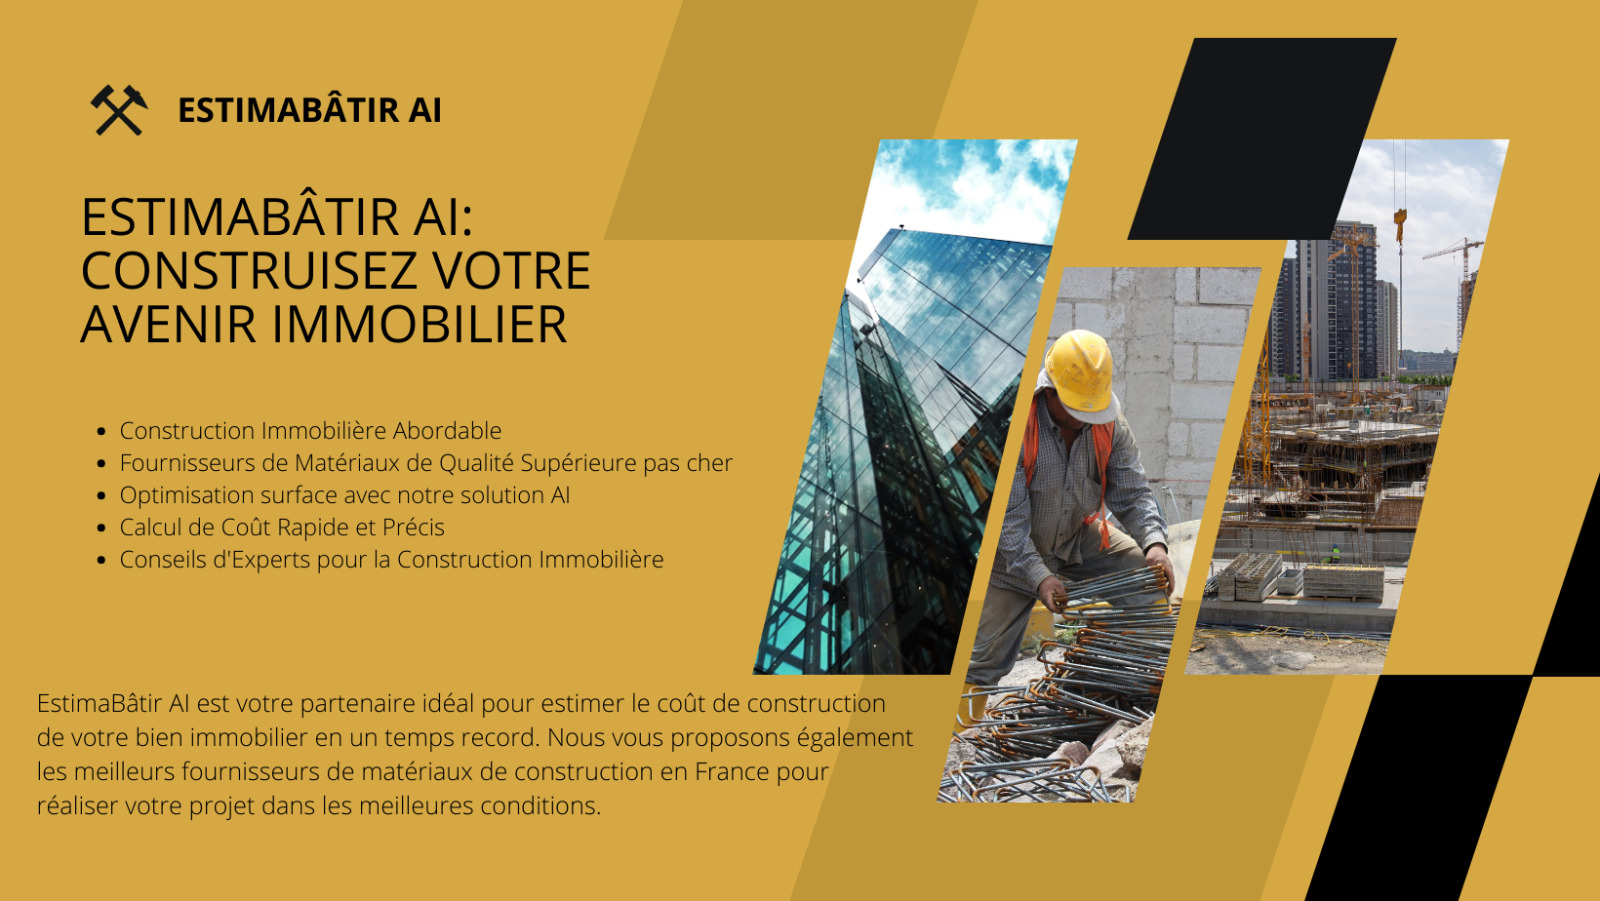 ESTIMABÂTIR AI
ESTIMABÂTIR AI:
CONSTRUISEZ VOTRE
AVENIR IMMOBILIER
• Construction Immobilière Abordable
• Fournisseurs de Matériaux de Qualité Supérieure pas cher
• Optimisation surface avec notre solution AI
• Calcul de Coût Rapide et Précis
• Conseils d'Experts pour la Construction Immobilière
EstimaBâtir AI est votre partenaire idéal pour estimer le coût de construction
de votre bien immobilier en un temps record. Nous vous proposons également
les meilleurs fournisseurs de matériaux de construction en France pour
réaliser votre projet dans les meilleures conditions.